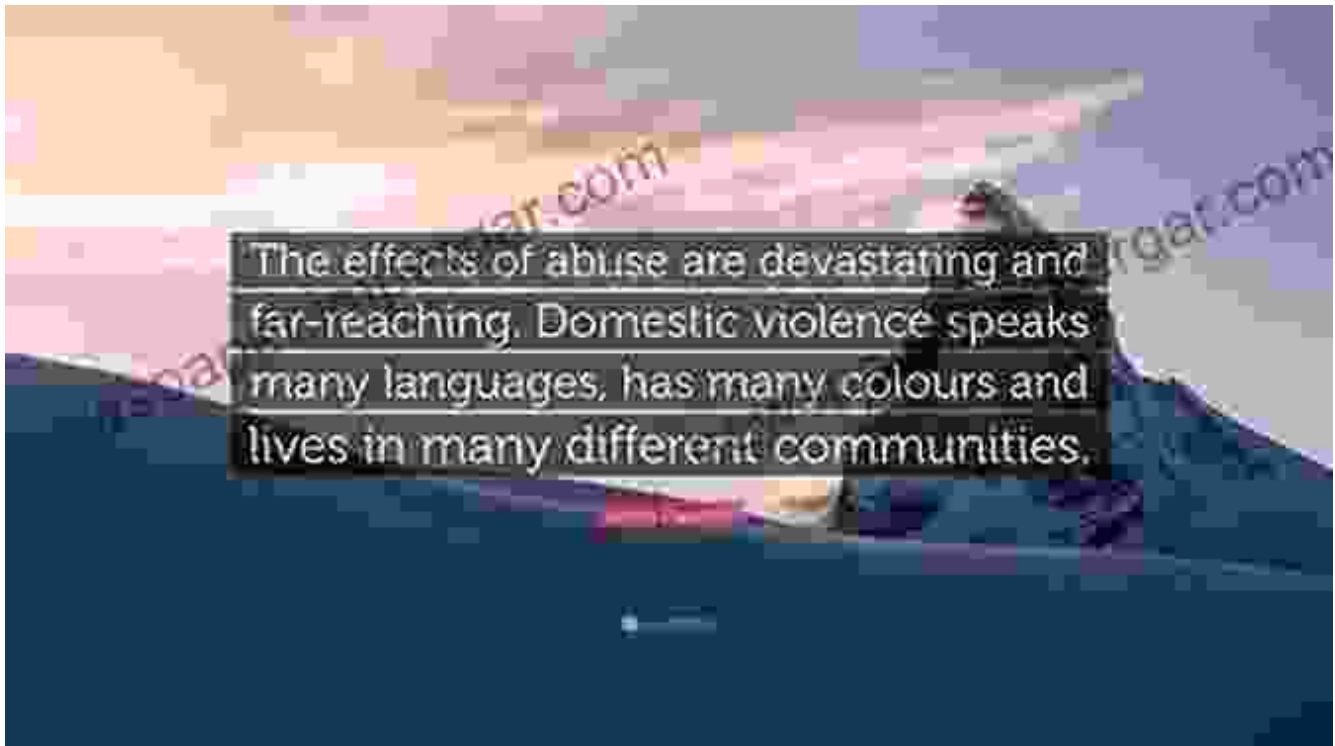 The effects of abuse are devastating and
far-reaching. Domestic violence speaks
many languages, has many colours and
lives in many different communities.